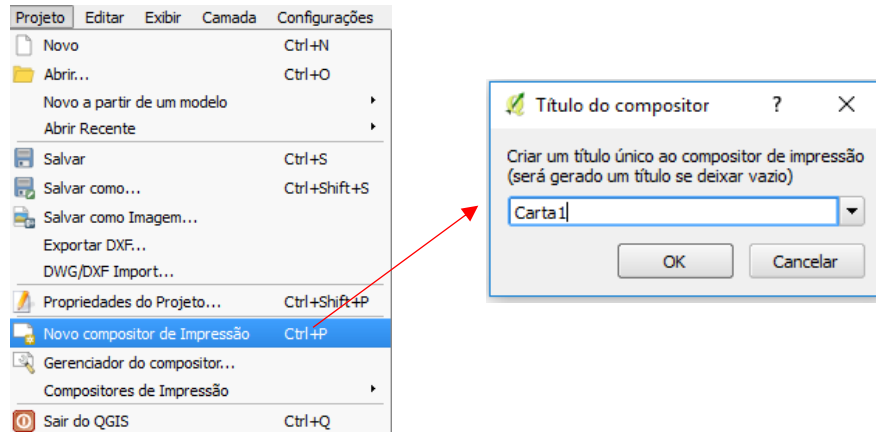 Projeto Editar Exibir Camada Configurações
Novo Ctrl+N
Abrir... Ctrl+O
Novo a partir de um modelo
Abrir Recente
Salvar Ctrl+S
Salvar como... Ctrl+Shift+S
Salvar como Imagem...
Exportar DXF...
DWG/DXF Import...
Propriedades do Projeto... Ctrl+Shift+P
Novo compositor de Impressão Ctrl+P
Gerenciador do compositor...
Compositores de Impressão
Sair do QGIS Ctrl+Q
Título do compositor ?
Criar um título único ao compositor de impressão
(será gerado um título se deixar vazio)
Carta1
OK Cancelar